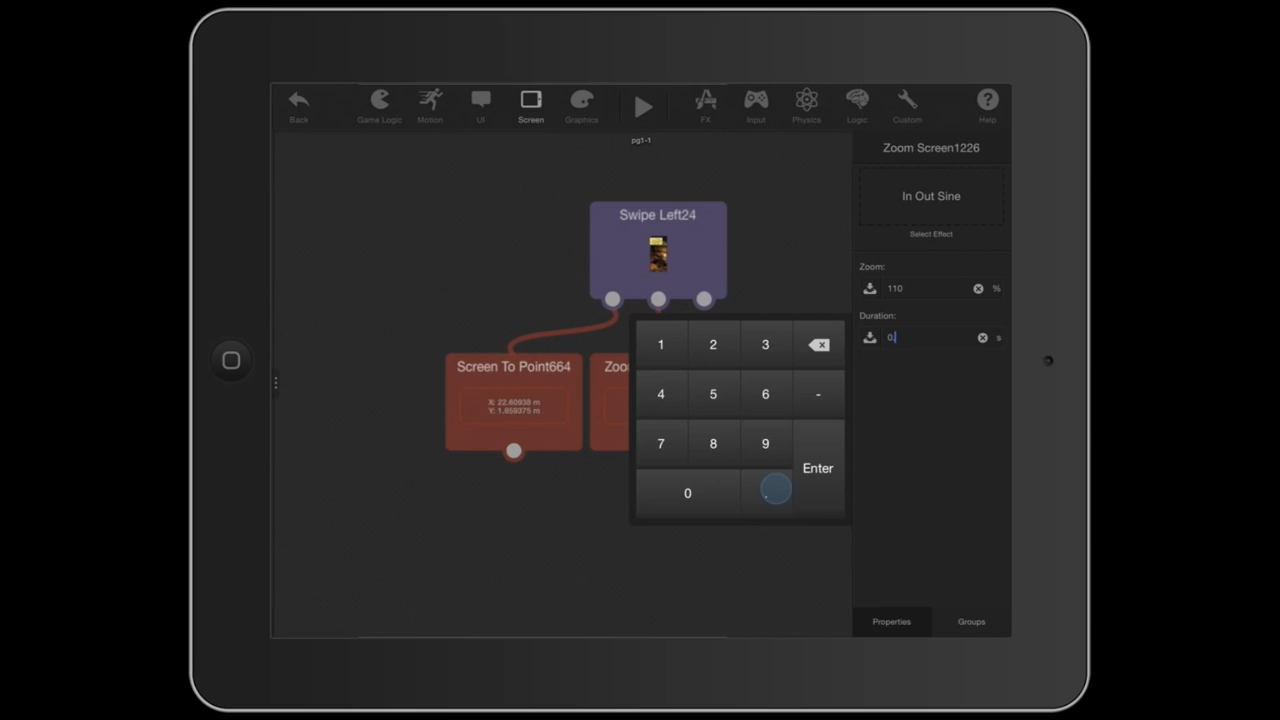 Back
Game Logic
Motion
UI
Screen
Graphics
FX
Input
Physics
Logic
Custom
Help
pg1-1
Zoom Screen1226
In Out Sine
Select Effect
Zoom:
110 %
Duration:
0. s
Swipe Left24
Screen To Point664
X: 22.60938 m
Y: 1.659375 m
Zoo
1 2 3
4 5 6 -
7 8 9
Enter
0 .
Properties
Groups